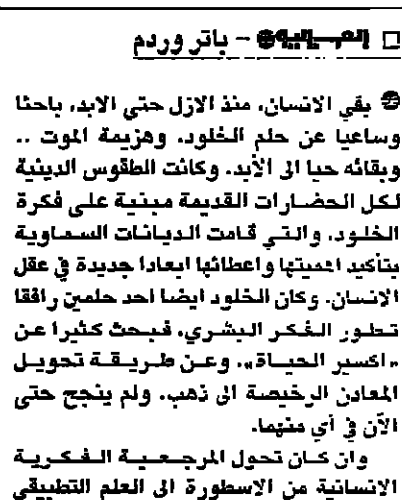 □ – باتر وردم
بقي الانسان، منذ الازل حتى الابد، باحثا
وساعيا عن حلم الخلود، وهزيمة الموت ..
وبقائه حيا الى الأبد. وكانت الطقوس الدينية
لكل الحضارات القديمة مبنية على فكرة
الخلود، والتي قامت الديانات السماوية
بتأكيد اهميتها واعطائها ابعادا جديدة في عقل
الانسان. وكان الخلود ايضا احد حلمين رافقا
تطور الفكر البشري، فبحث كثيرا عن
«اكسير الحياة»، وعن طريقة تحويل
المعادن الرخيصة الى ذهب. ولم ينجح حتى
الآن في أي منهما.
وان كان تحول المرجعية الفكرية
الانسانية من الاسطورة الى العلم التطبيقي